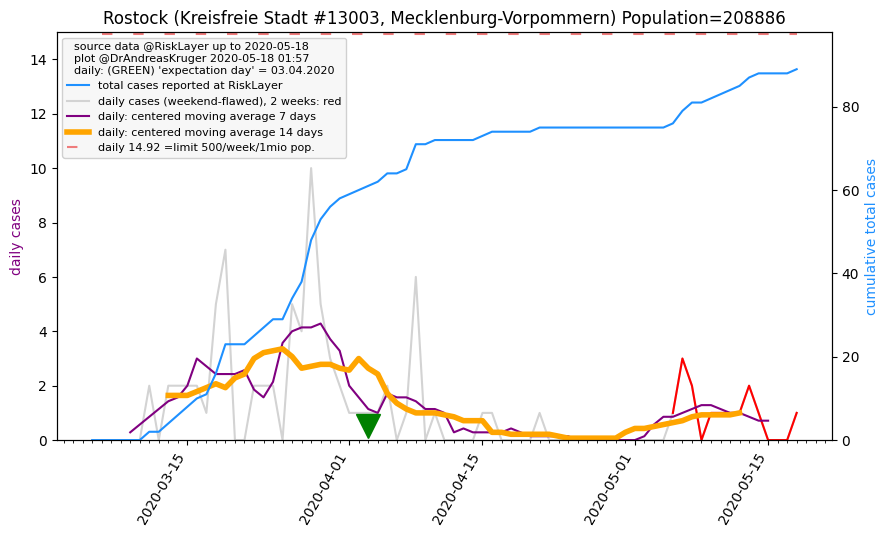 Rostock (Kreisfreie Stadt #13003, Mecklenburg-Vorpommern) Population=208886
source data @RiskLayer up to 2020-05-18
plot @DrAndreasKruger 2020-05-18 01:57
daily: (GREEN) 'expectation day' = 03.04.2020
total cases reported at RiskLayer
daily cases (weekend-flawed), 2 weeks: red
daily: centered moving average 7 days
daily: centered moving average 14 days
daily 14.92 =limit 500/week/1mio pop.
daily cases
14
12
10
8
6
4
2
0
cumulative total cases
80
60
40
20
0
2020-03-15
2020-04-01
2020-04-15
2020-05-01
2020-05-15